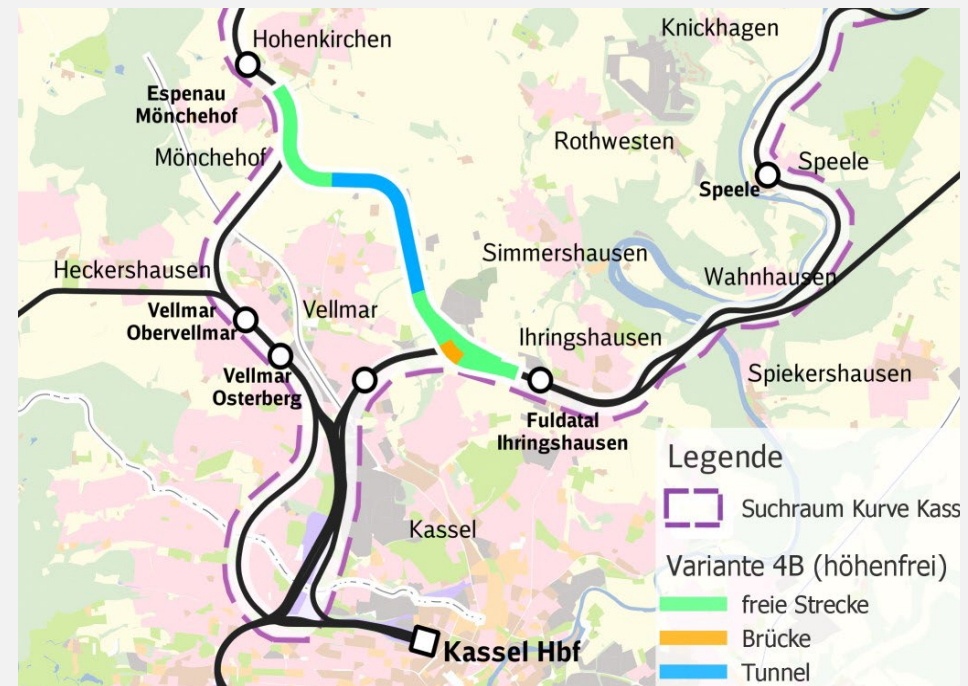 Knickhagen
Hohenkirchen
Espenau
Mönchehof
Mönchehof
Rothwesten
Speele
Speele
Simmershausen
Heckershausen
Wahnhausen
Vellmar
Obervellmar
Vellmar
Ihringshausen
Vellmar
Osterberg
Spiekershausen
Fuldatal
Ihringshausen
Kassel
Kassel Hbf
Legende
Suchraum Kurve Kass
Variante 4B (höhenfrei)
freie Strecke
Brücke
Tunnel